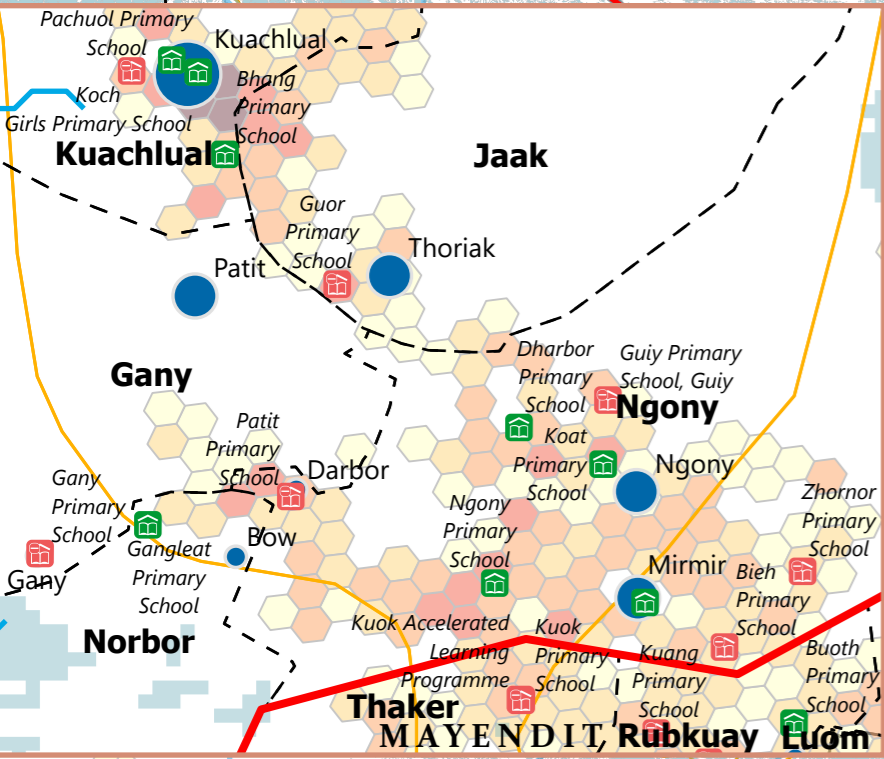 Pachuol Primary
School
Kuachlual
Koch
Girls Primary School
Bhang
Primary
School
Kuachlual
Jaak
Guor
Primary
School
Thoriak
Patit
Gany
Dharbor
Primary
School
Guiy Primary
School, Guiy
Ngony
Patit
Primary
School
Darbor
Koat
Primary
School
Ngony
Gany
Primary
School
Ngony
Primary
School
Zhornor
Primary
School
Gany
Gangleat
Primary
School
Bow
Mirmir
Bieh
Primary
School
Norbor
Kuok Accelerated
Learning
Programme
Kuok
Primary
School
Kuang
Primary
School
Buoth
Primary
School
Thaker
MAYENDIT
Rubkuay
Luom